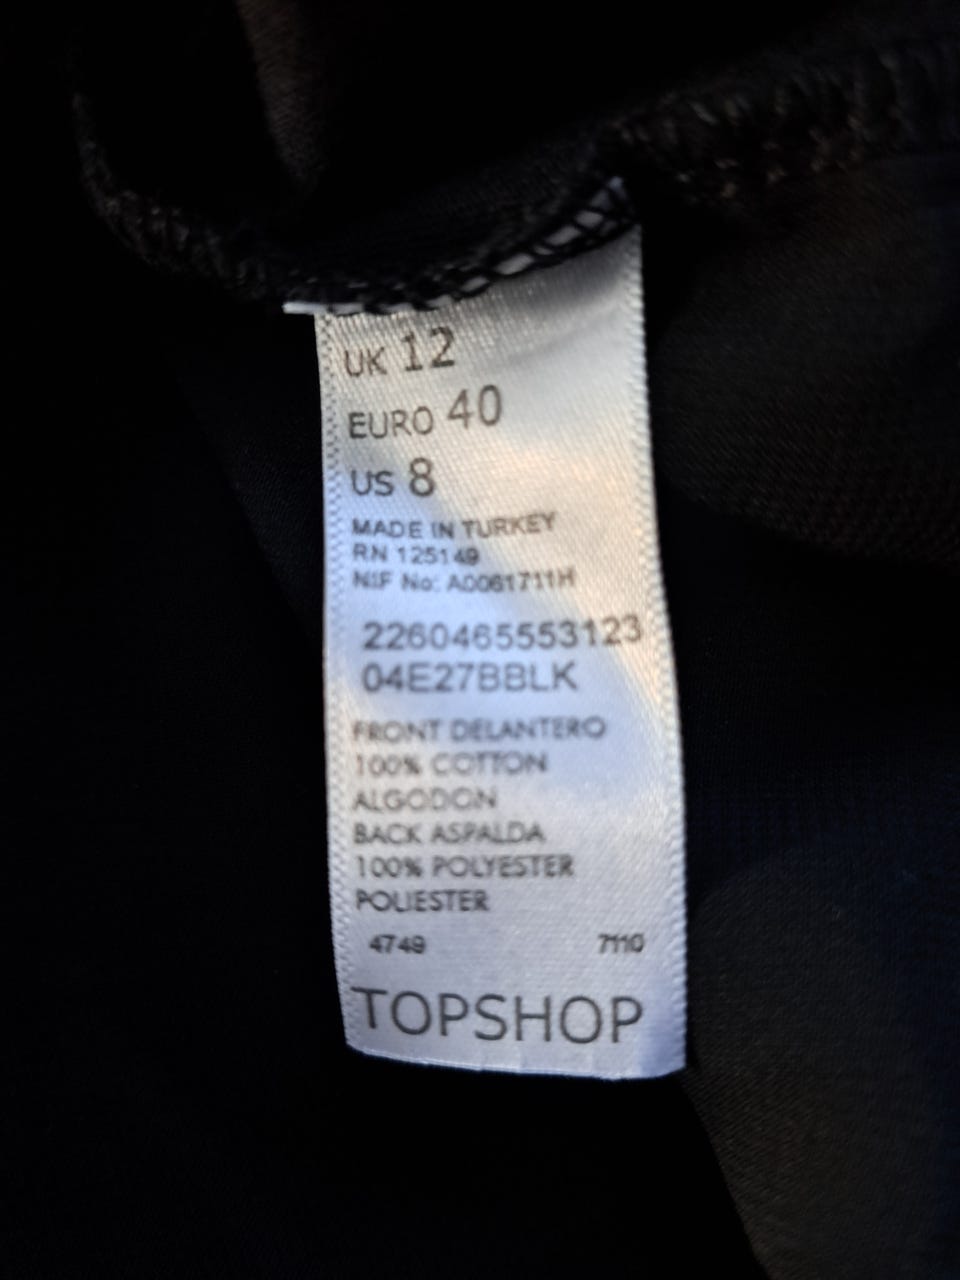 UK 12
EURO 40
US 8
MADE IN TURKEY
RN 125149
NIF No: A0061711H
2260465553123
04E27BBLK
FRONT DELANTERO
100% COTTON
ALGODON
BACK ASPALDA
100% POLYESTER
POLIESTER
4749 7110
TOPSHOP